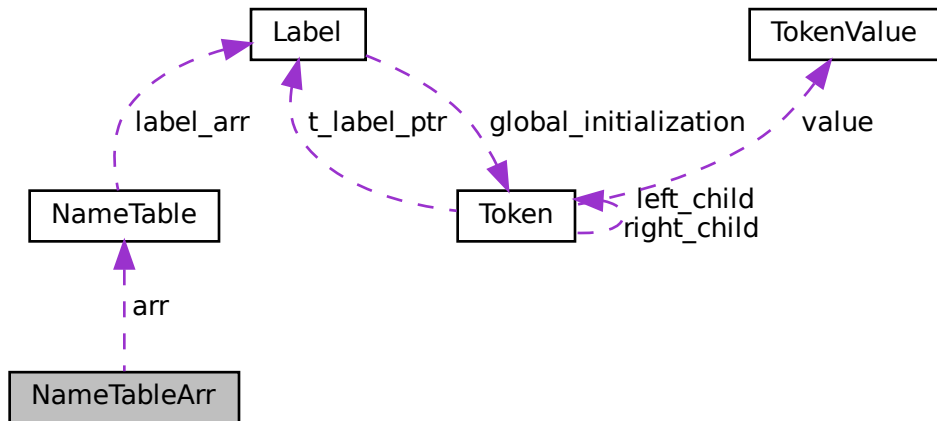 Label
TokenValue
label_arr
t_label_ptr
global_initialization
value
NameTable
Token
left_child
right_child
arr
NameTableArr